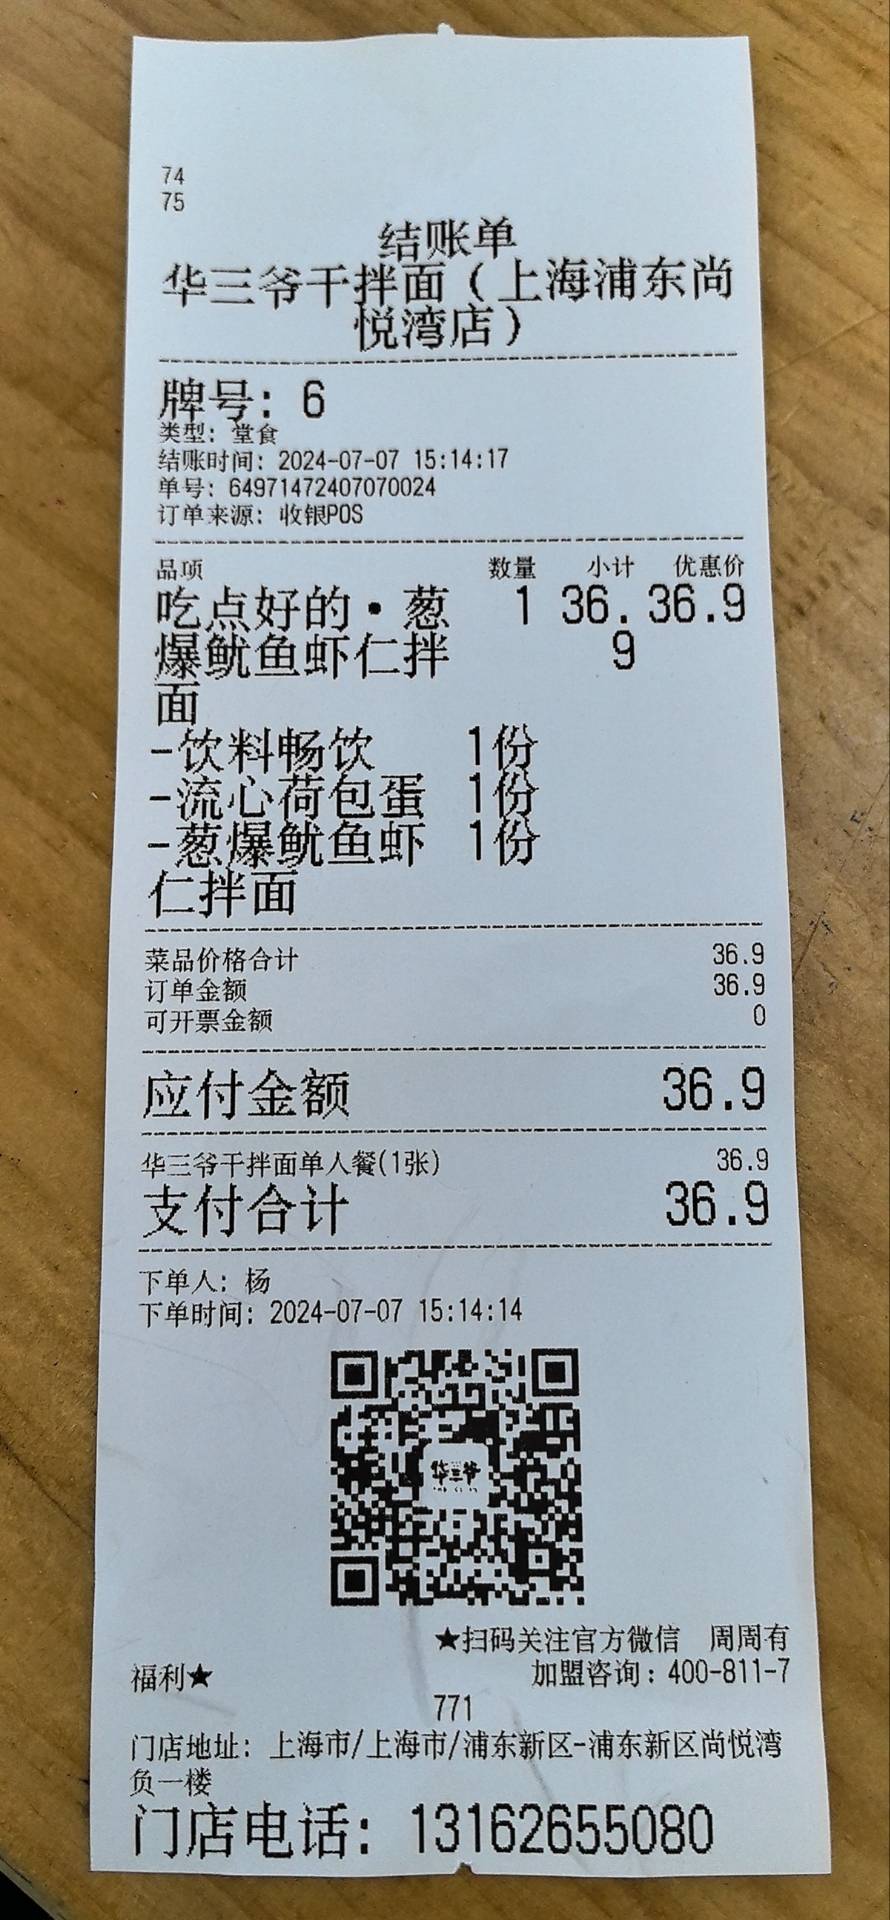 74
75
结账单
华三爷干拌面（上海浦东尚
悦湾店）
牌号: 6
类型: 堂食
结账时间: 2024-07-07 15:14:17
单号: 64971472407070024
订单来源: 收银POS
品项 数量 小计 优惠价
吃点好的·葱 1 36. 36.9
爆鱿鱼虾仁拌 9
面
-饮料畅饮 1份
-流心荷包蛋 1份
-葱爆鱿鱼虾 1份
仁拌面
菜品价格合计 36.9
订单金额 36.9
可开票金额 0
应付金额 36.9
华三爷干拌面单人餐(1张) 36.9
支付合计 36.9
下单人: 杨
下单时间: 2024-07-07 15:14:14
华三爷
★扫码关注官方微信 周周有
福利★ 加盟咨询: 400-811-7
771
门店地址: 上海市/上海市/浦东新区-浦东新区尚悦湾
负一楼
门店电话: 13162655080